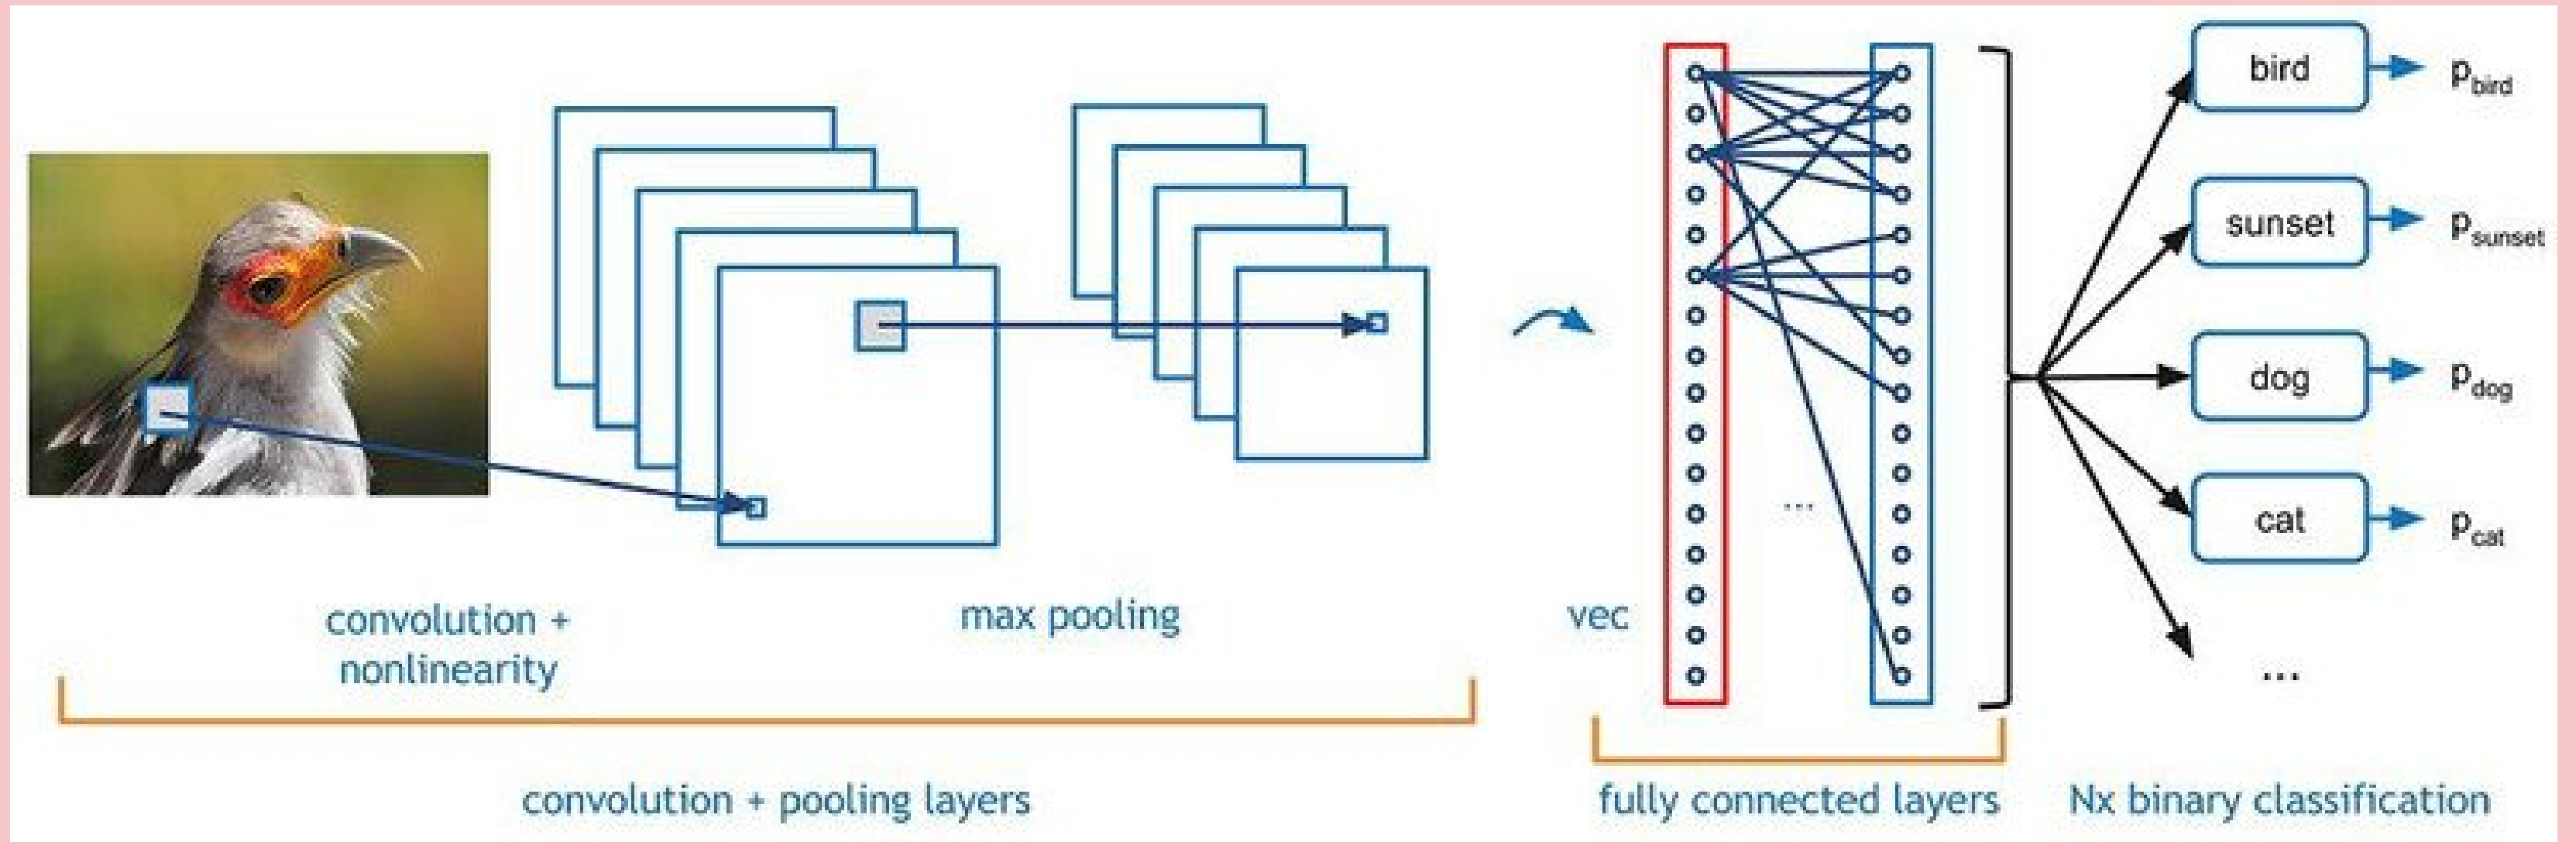 bird
p_bird
sunset
p_sunset
dog
p_dog
cat
p_cat
...
...
convolution +
nonlinearity
max pooling
vec
convolution + pooling layers
fully connected layers
Nx binary classification